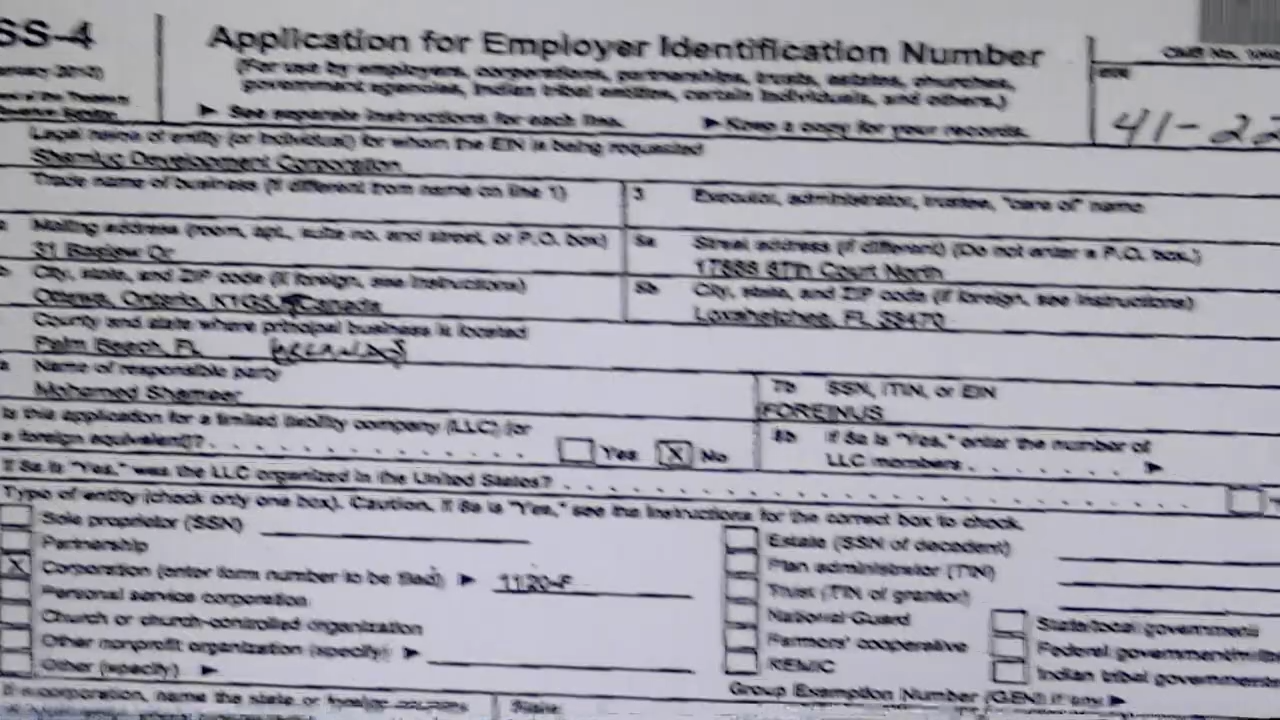 SS-4
Application for Employer Identification Number
(For use by employers, corporations, partnerships, trusts, estates, churches,
government agencies, Indian tribal entities, certain individuals, and others.)
▶ See separate instructions for each line. ▶ Keep a copy for your records.
OMB No.
EIN
41-22
Legal name of entity (or individual) for whom the EIN is being requested
Development Corporation
Trade name of business (if different from name on line 1)
3 Executor, administrator, trustee, "care of" name
Mailing address (room, apt., suite no. and street, or P.O. box)
31 Dr
5a Street address (if different) (Do not enter a P.O. box.)
87th Court North
City, state, and ZIP code (if foreign, see instructions)
Ottawa, Ontario, Canada
5b City, state, and ZIP code (if foreign, see instructions)
Loxahatchee, FL 33470
County and state where principal business is located
Palm Beach, FL
Name of responsible party
Mohamed Shameer
7b SSN, ITIN, or EIN
FOREINUS
Is this application for a limited liability company (LLC) (or
a foreign equivalent)? Yes X No
8b If 8a is "Yes," enter the number of
LLC members ▶
If 8a is "Yes," was the LLC organized in the United States?
Type of entity (check only one box). Caution. If 8a is "Yes," see the instructions for the correct box to check.
Sole proprietor (SSN)
Partnership
X Corporation (enter form number to be filed) ▶ 1120-F
Personal service corporation
Church or church-controlled organization
Other nonprofit organization (specify) ▶
Other (specify) ▶
Estate (SSN of decedent)
Plan administrator (TIN)
Trust (TIN of grantor)
National Guard
Farmers' cooperative
REMIC
State/local government
Federal government/milit
Indian tribal governments
Group Exemption Number (GEN) if any ▶
If a corporation, name the state or foreign country
State